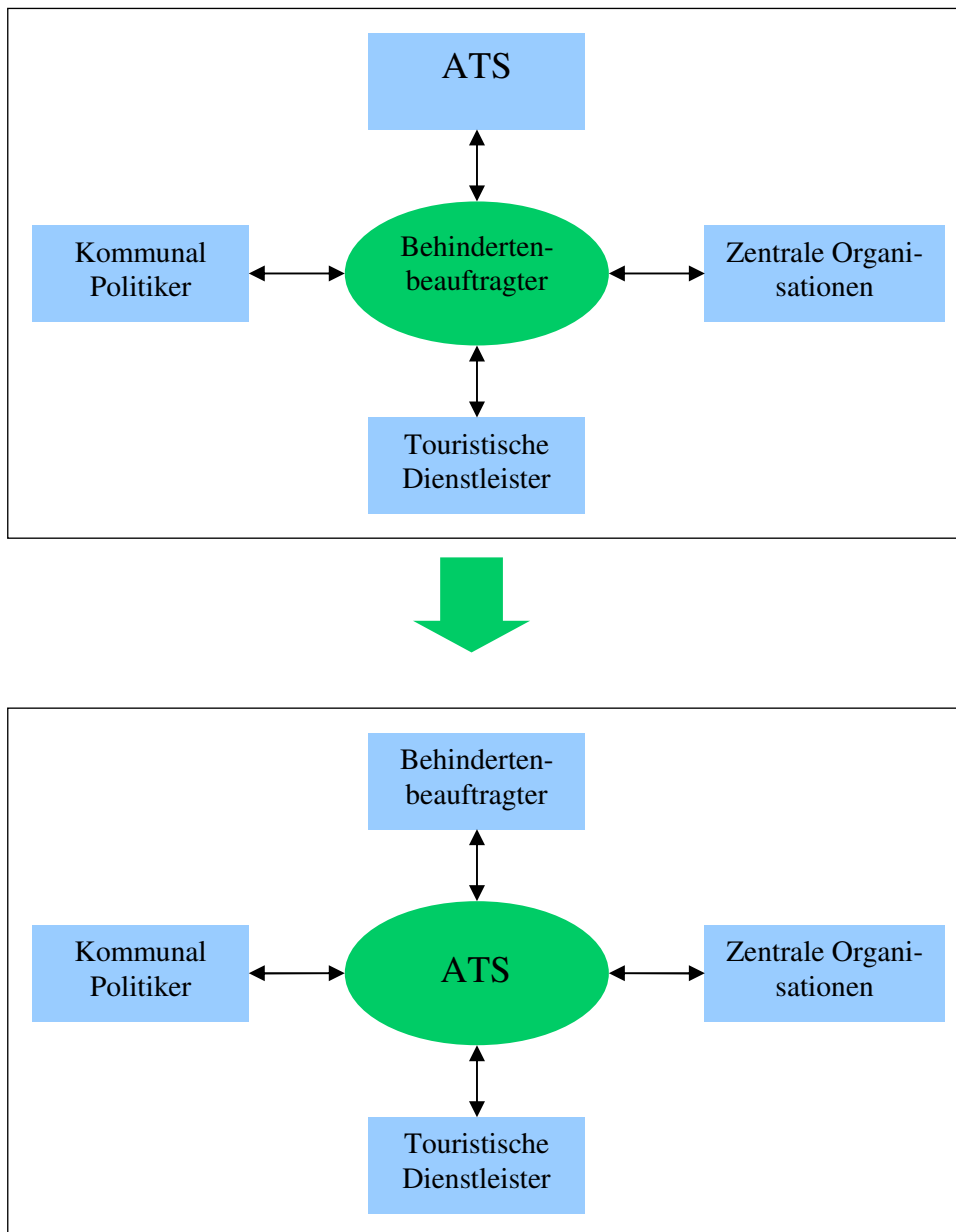 ATS
Kommunal
Politiker
Behinderten-
beauftragter
Zentrale Organi-
sationen
Touristische
Dienstleister
Behinderten-
beauftragter
Kommunal
Politiker
ATS
Zentrale Organi-
sationen
Touristische
Dienstleister